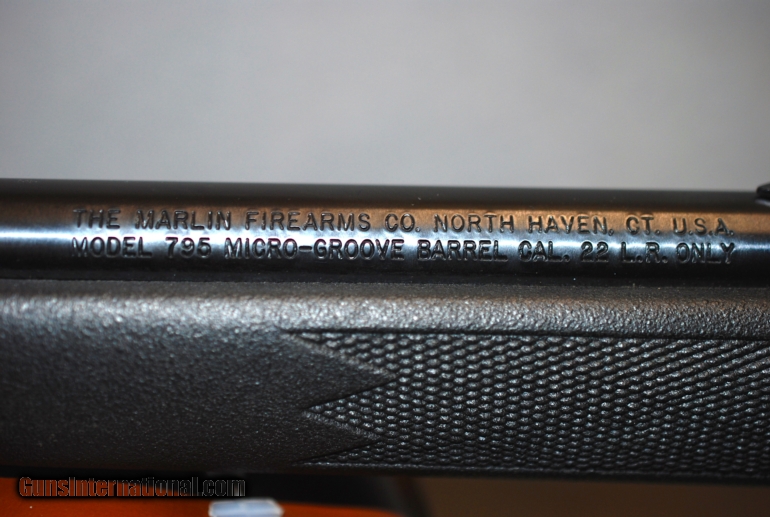 THE MARLIN FIREARMS CO. NORTH HAVEN, CT. U.S.A.
MODEL 795 MICRO-GROOVE BARREL CAL. 22 L.R. ONLY
GunsInternational.com